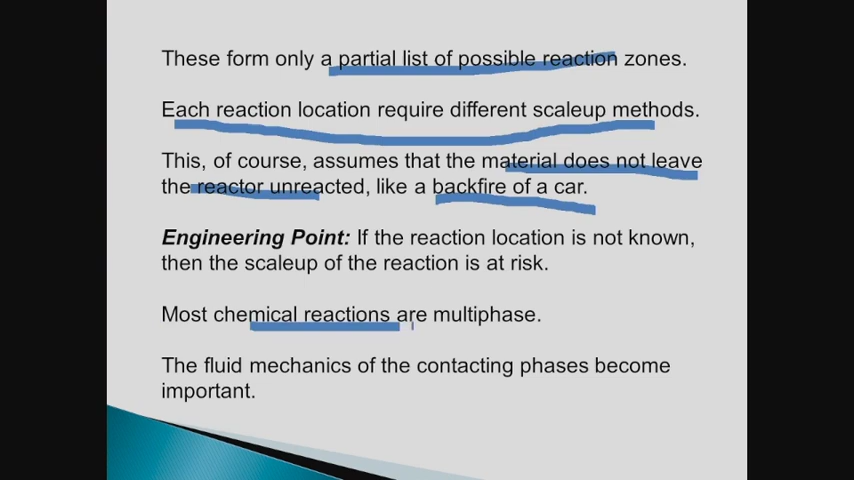 These form only a partial list of possible reaction zones.
Each reaction location require different scaleup methods.
This, of course, assumes that the material does not leave
the reactor unreacted, like a backfire of a car.
Engineering Point: If the reaction location is not known,
then the scaleup of the reaction is at risk.
Most chemical reactions are multiphase.
The fluid mechanics of the contacting phases become
important.